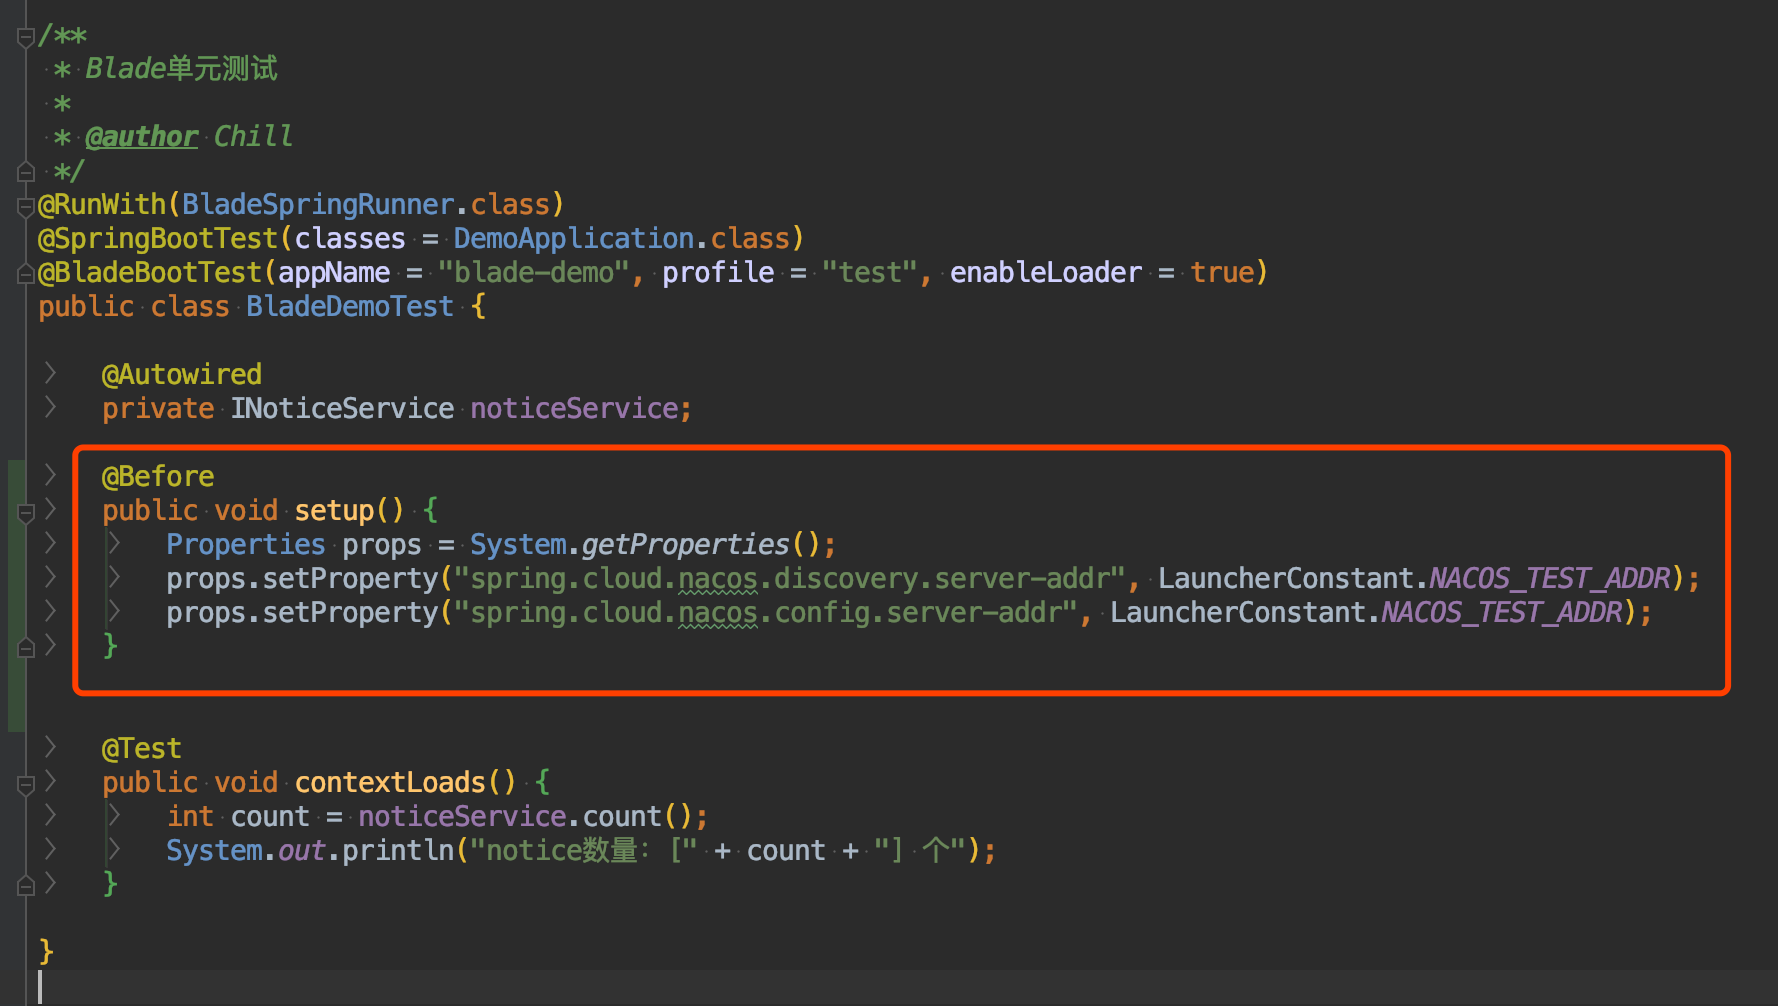 /**
 * Blade单元测试
 *
 * @author Chill
 */
@RunWith(BladeSpringRunner.class)
@SpringBootTest(classes = DemoApplication.class)
@BladeBootTest(appName = "blade-demo", profile = "test", enableLoader = true)
public class BladeDemoTest {
    @Autowired
    private INoticeService noticeService;
    @Before
    public void setup() {
        Properties props = System.getProperties();
        props.setProperty("spring.cloud.nacos.discovery.server-addr", LauncherConstant.NACOS_TEST_ADDR);
        props.setProperty("spring.cloud.nacos.config.server-addr", LauncherConstant.NACOS_TEST_ADDR);
    }
    @Test
    public void contextLoads() {
        int count = noticeService.count();
        System.out.println("notice数量：[" + count + "] 个");
    }
}